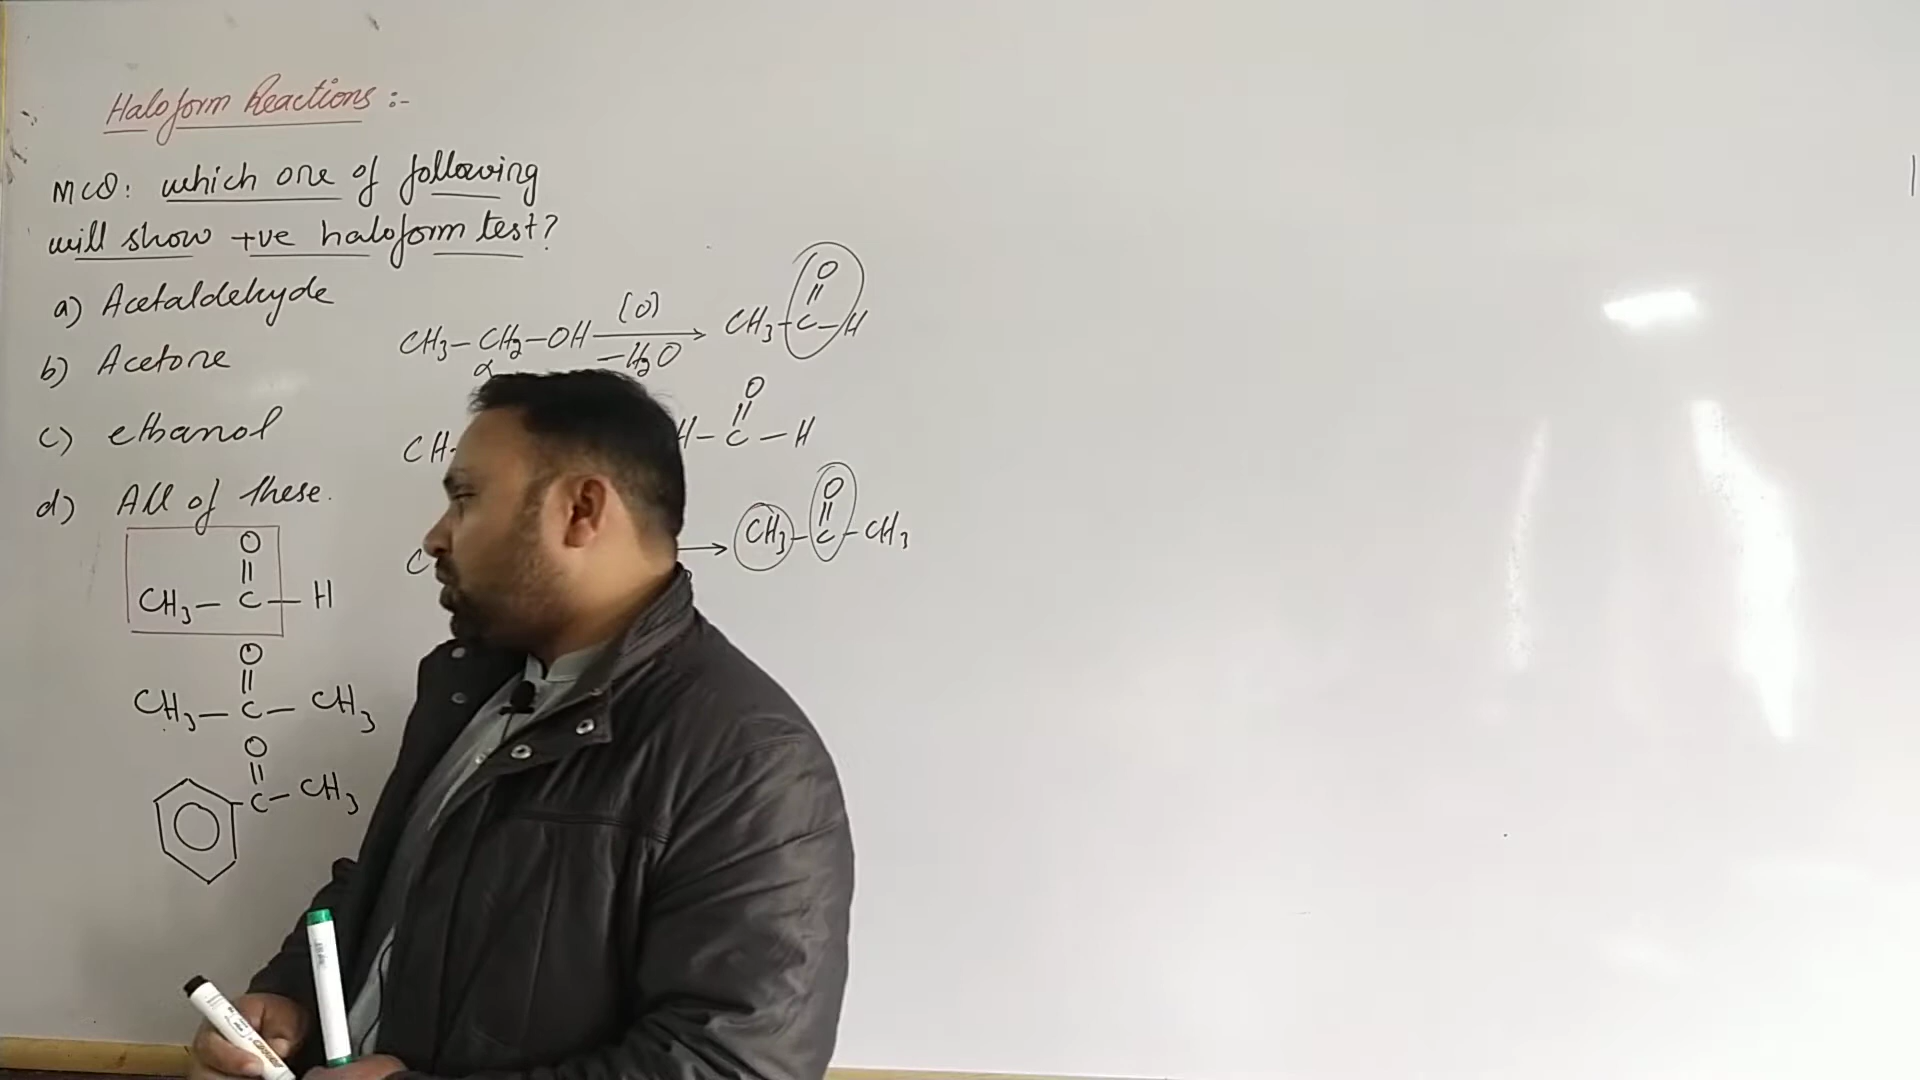 Haloform Reactions :-
MCQ: which one of following
will show +ve haloform test?
a) Acetaldehyde
b) Acetone
c) ethanol
d) All of these.
O
||
CH₃ — C — H
O
||
CH₃ — C — CH₃
O
||
C — CH₃
[O]
CH₃ — CH₂ — OH → CH₃ — C — H
α
— H₂O
O
||
O
||
H — C — H
CH
O
||
C
→ CH₃ — C — CH₃